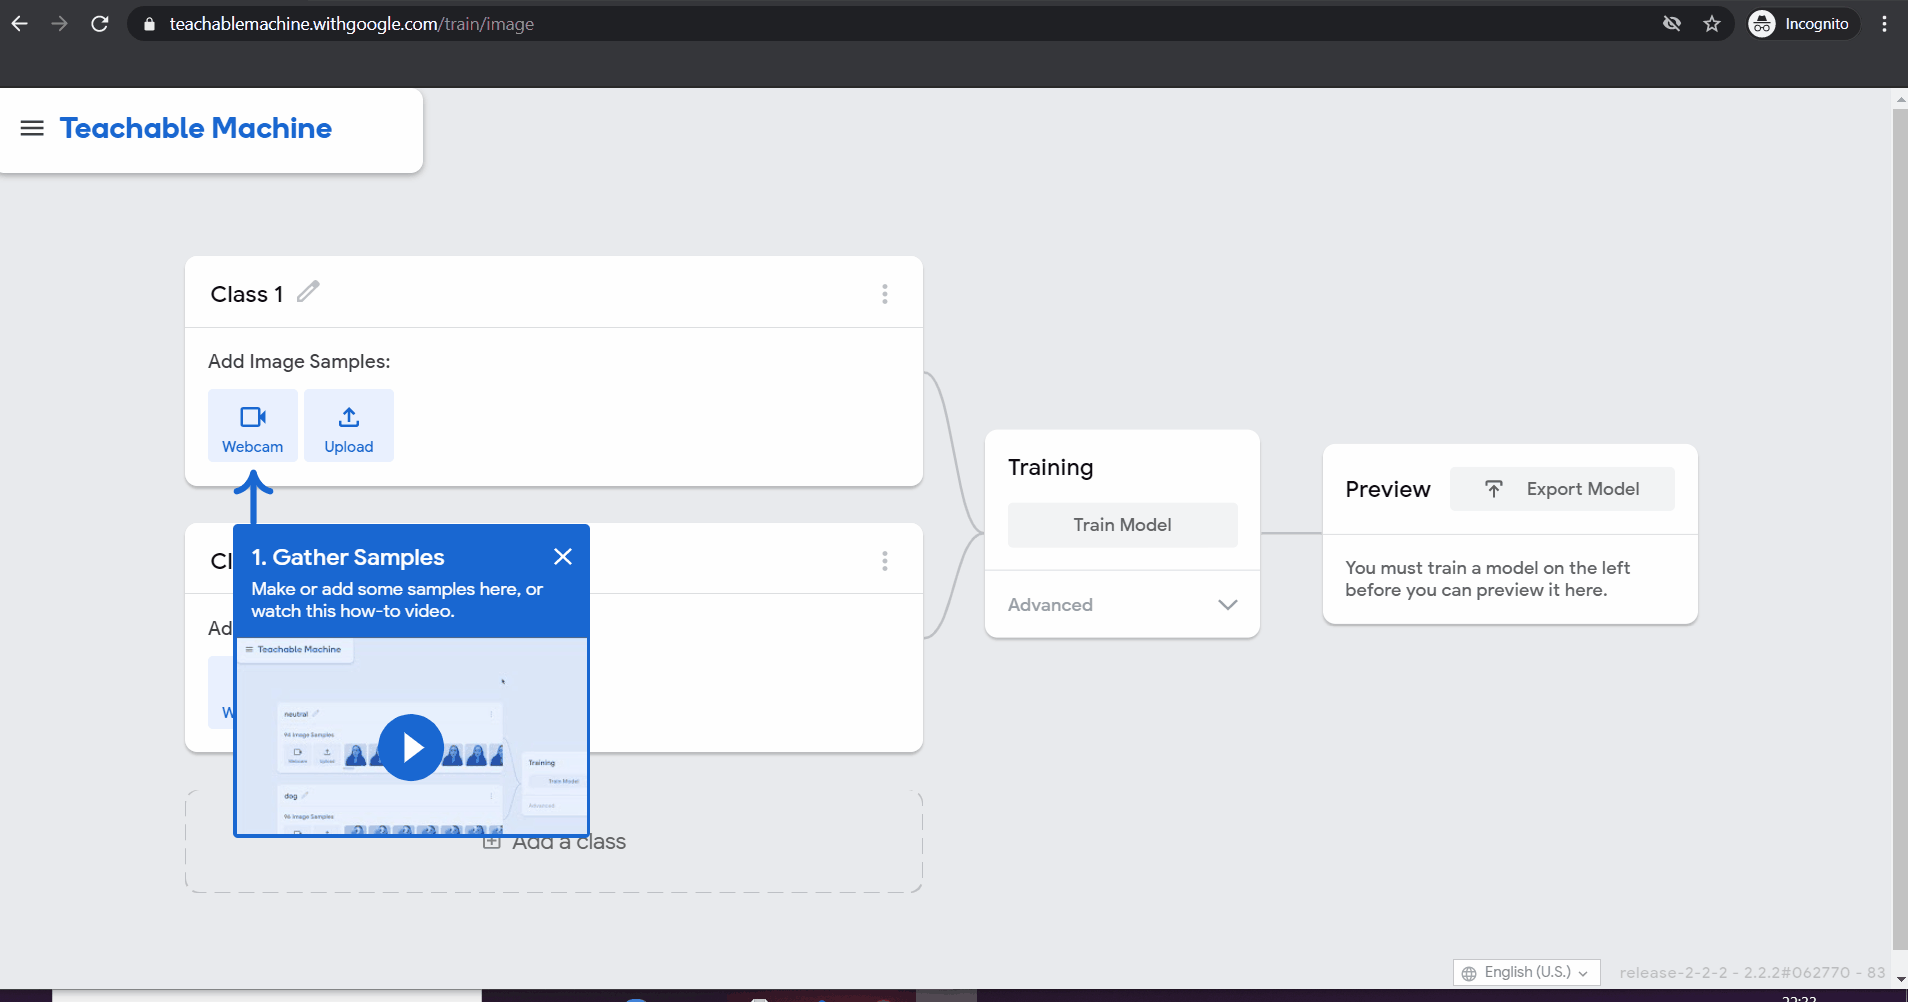 teachablemachine.withgoogle.com/train/image
Incognito
Teachable Machine
Class 1
Add Image Samples:
Webcam
Upload
Cl
Ad
W
1. Gather Samples
Make or add some samples here, or
watch this how-to video.
Teachable Machine
neutral
94 Image Samples
Webcam
Upload
Training
Train Model
dog
Advanced
96 Image Samples
Add a class
Training
Train Model
Advanced
Preview
Export Model
You must train a model on the left
before you can preview it here.
English (U.S.)
release-2-2-2 - 2.2.2#062770 - 83